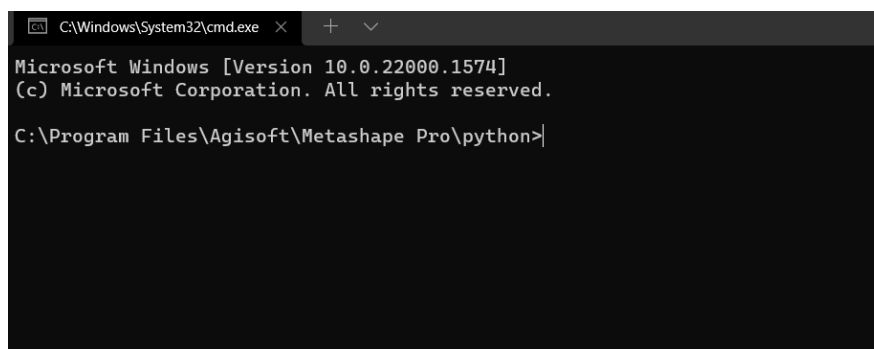 C:\Windows\System32\cmd.exe
Microsoft Windows [Version 10.0.22000.1574]
(c) Microsoft Corporation. All rights reserved.
C:\Program Files\Agisoft\Metashape Pro\python>